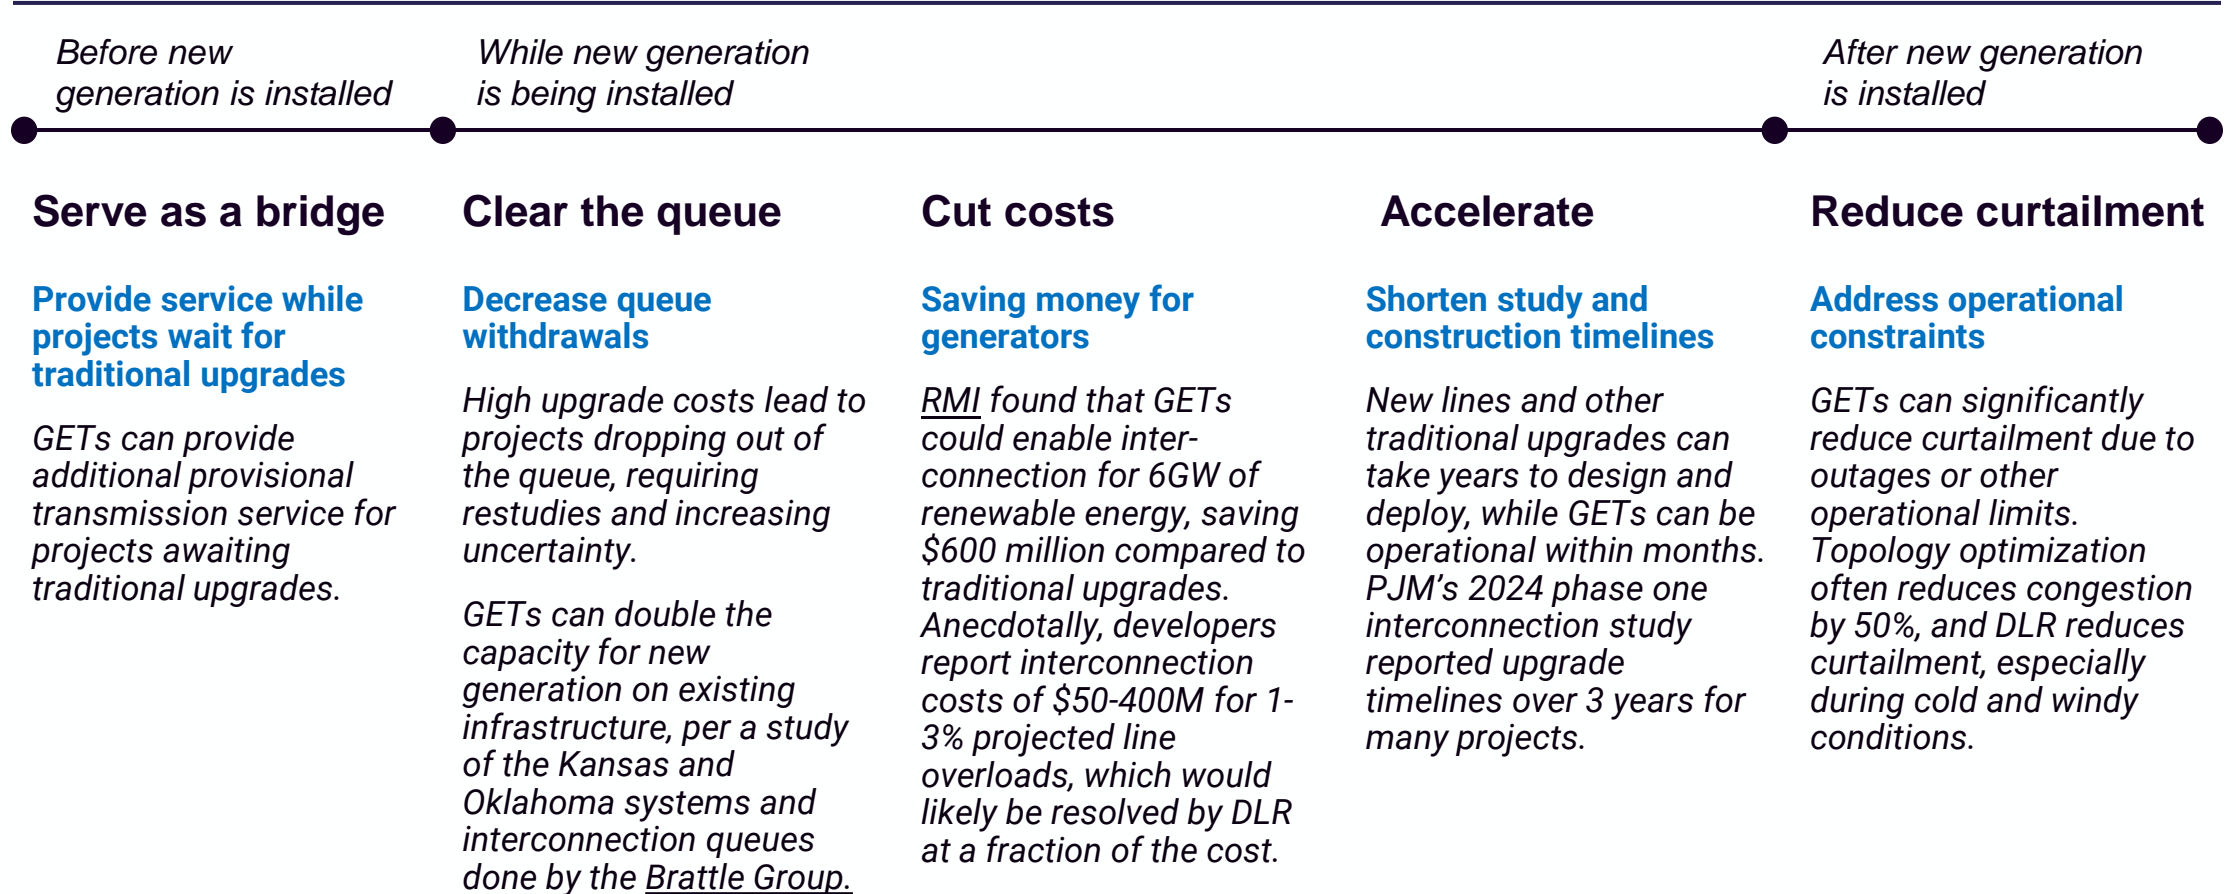 Before new
generation is installed
While new generation
is being installed
After new generation
is installed
Serve as a bridge
Provide service while
projects wait for
traditional upgrades
GETs can provide
additional provisional
transmission service for
projects awaiting
traditional upgrades.
Clear the queue
Decrease queue
withdrawals
High upgrade costs lead to
projects dropping out of
the queue, requiring
restudies and increasing
uncertainty.
GETs can double the
capacity for new
generation on existing
infrastructure, per a study
of the Kansas and
Oklahoma systems and
interconnection queues
done by the Brattle Group.
Cut costs
Saving money for
generators
RMI found that GETs
could enable inter-
connection for 6GW of
renewable energy, saving
$600 million compared to
traditional upgrades.
Anecdotally, developers
report interconnection
costs of $50-400M for 1-
3% projected line
overloads, which would
likely be resolved by DLR
at a fraction of the cost.
Accelerate
Shorten study and
construction timelines
New lines and other
traditional upgrades can
take years to design and
deploy, while GETs can be
operational within months.
PJM’s 2024 phase one
interconnection study
reported upgrade
timelines over 3 years for
many projects.
Reduce curtailment
Address operational
constraints
GETs can significantly
reduce curtailment due to
outages or other
operational limits.
Topology optimization
often reduces congestion
by 50%, and DLR reduces
curtailment, especially
during cold and windy
conditions.